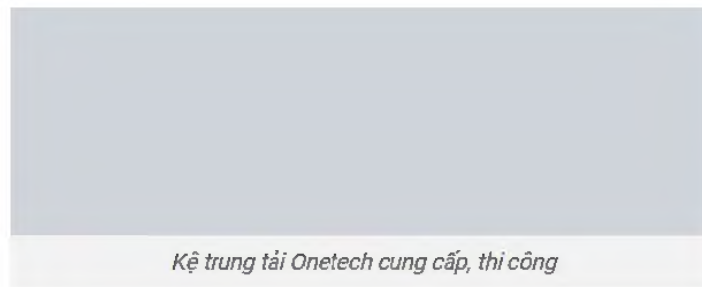 Kệ trung tải Onetech cung cấp, thi công